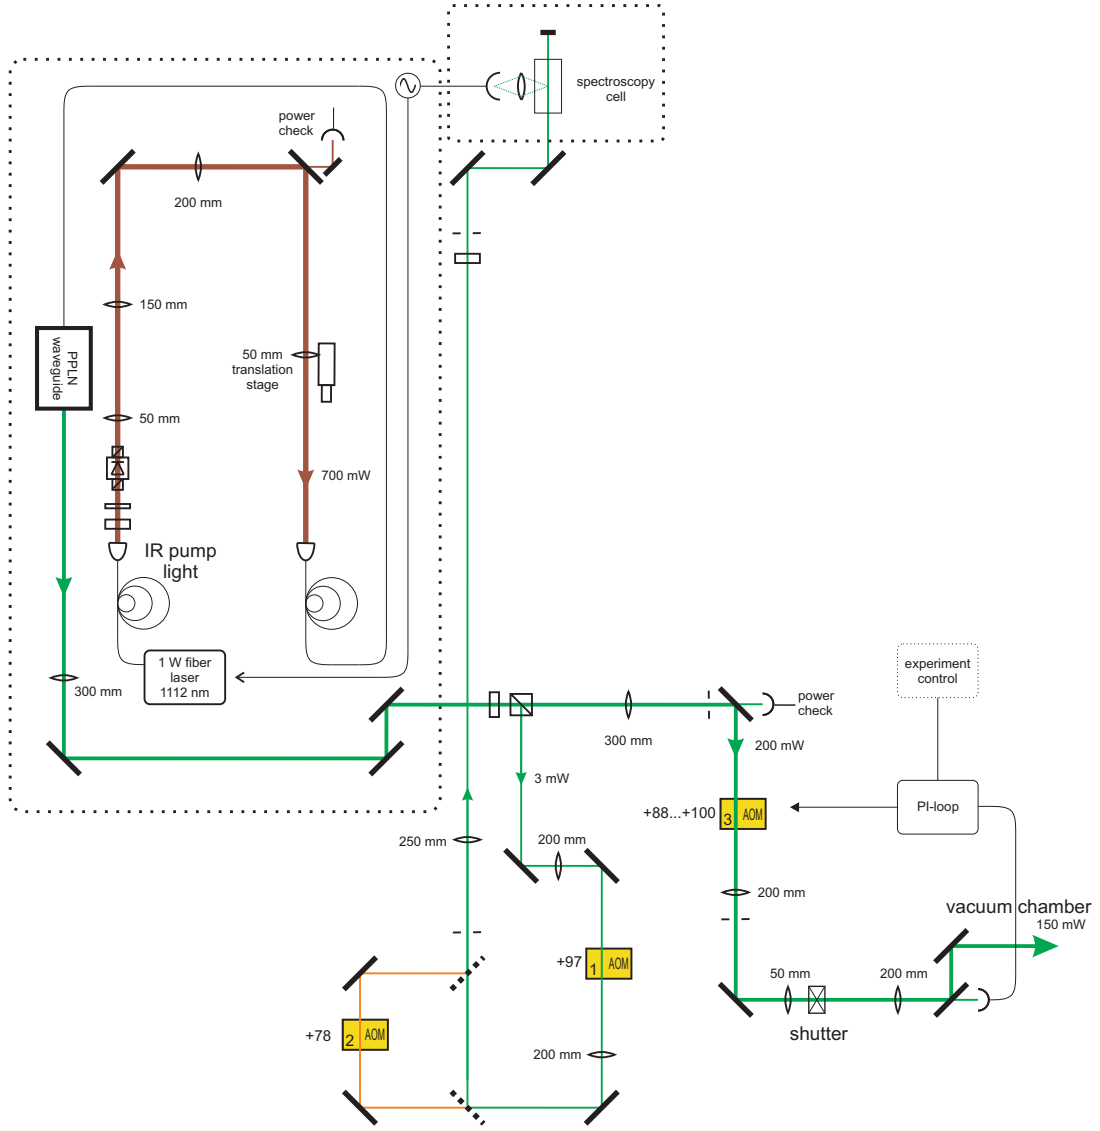 spectroscopy
cell
power
check
200 mm
150 mm
PPLN
waveguide
50 mm
translation
stage
50 mm
700 mW
IR pump
light
1 W fiber
laser
1112 nm
300 mm
experiment
control
300 mm
power
check
200 mW
3 mW
+88...+100
3 AOM
PI-loop
250 mm
200 mm
200 mm
vacuum chamber
150 mW
+97
1 AOM
50 mm
200 mm
shutter
+78
2 AOM
200 mm